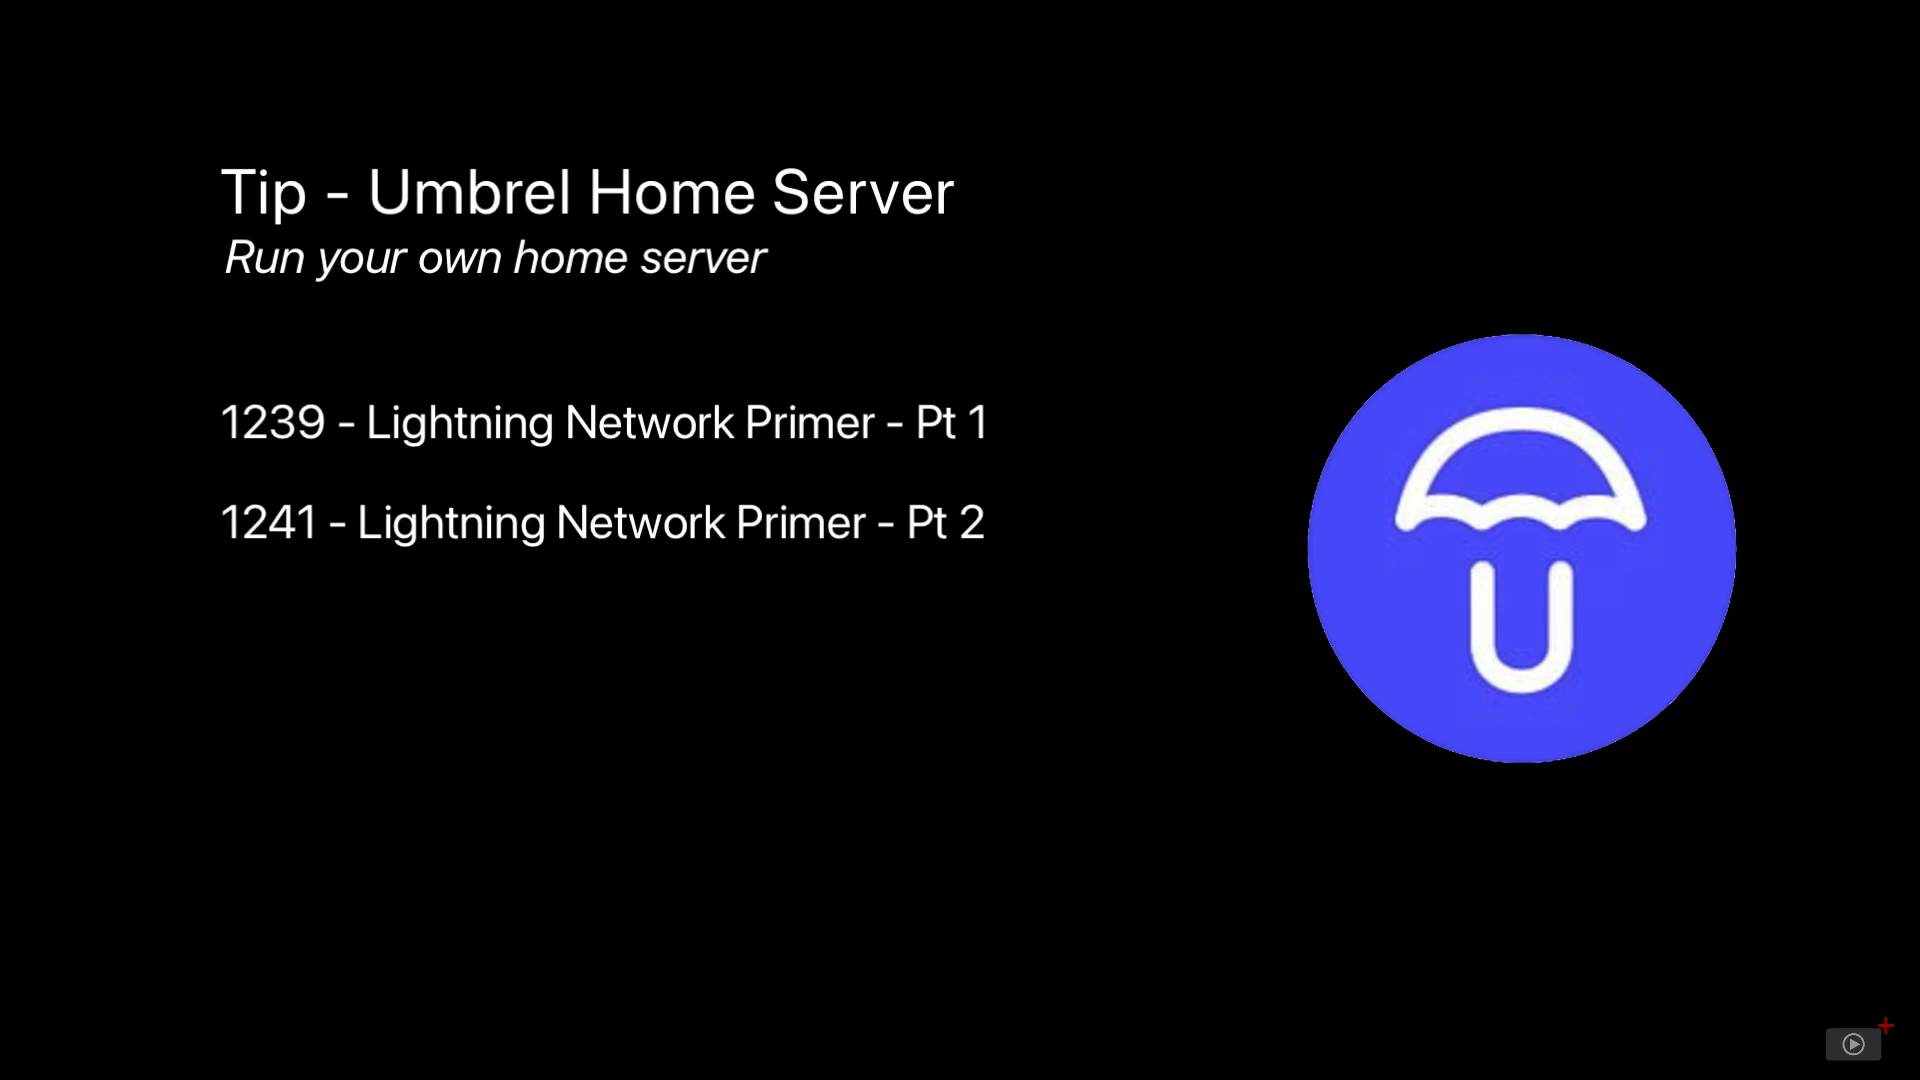 Tip - Umbrel Home Server
Run your own home server
1239 - Lightning Network Primer - Pt 1
1241 - Lightning Network Primer - Pt 2